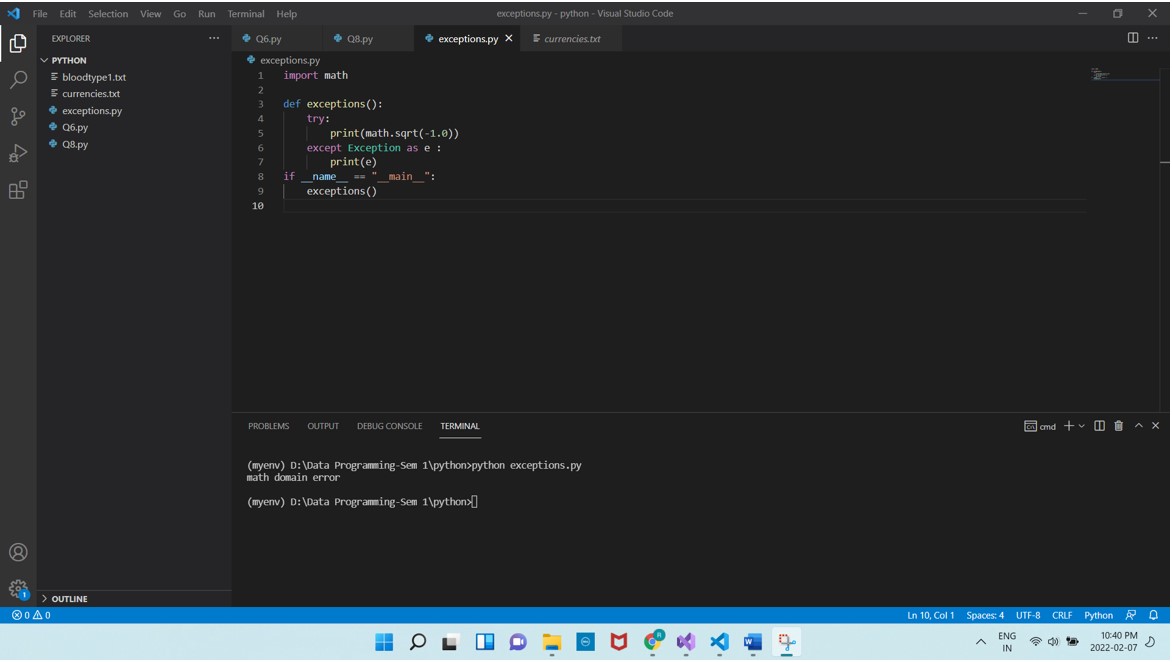 File Edit Selection View Go Run Terminal Help
exceptions.py - python - Visual Studio Code
EXPLORER
PYTHON
bloodtype1.txt
currencies.txt
exceptions.py
Q6.py
Q8.py
OUTLINE
Q6.py Q8.py exceptions.py currencies.txt
exceptions.py
1 import math
2
3 def exceptions():
4 try:
5 print(math.sqrt(-1.0))
6 except Exception as e :
7 print(e)
8 if __name__ == "__main__":
9 exceptions()
10
PROBLEMS OUTPUT DEBUG CONSOLE TERMINAL
cmd
(myenv) D:\Data Programming-Sem 1\python>python exceptions.py
math domain error
(myenv) D:\Data Programming-Sem 1\python>
1
0 0
Ln 10, Col 1 Spaces: 4 UTF-8 CRLF Python
ENG
IN
10:40 PM
2022-02-07